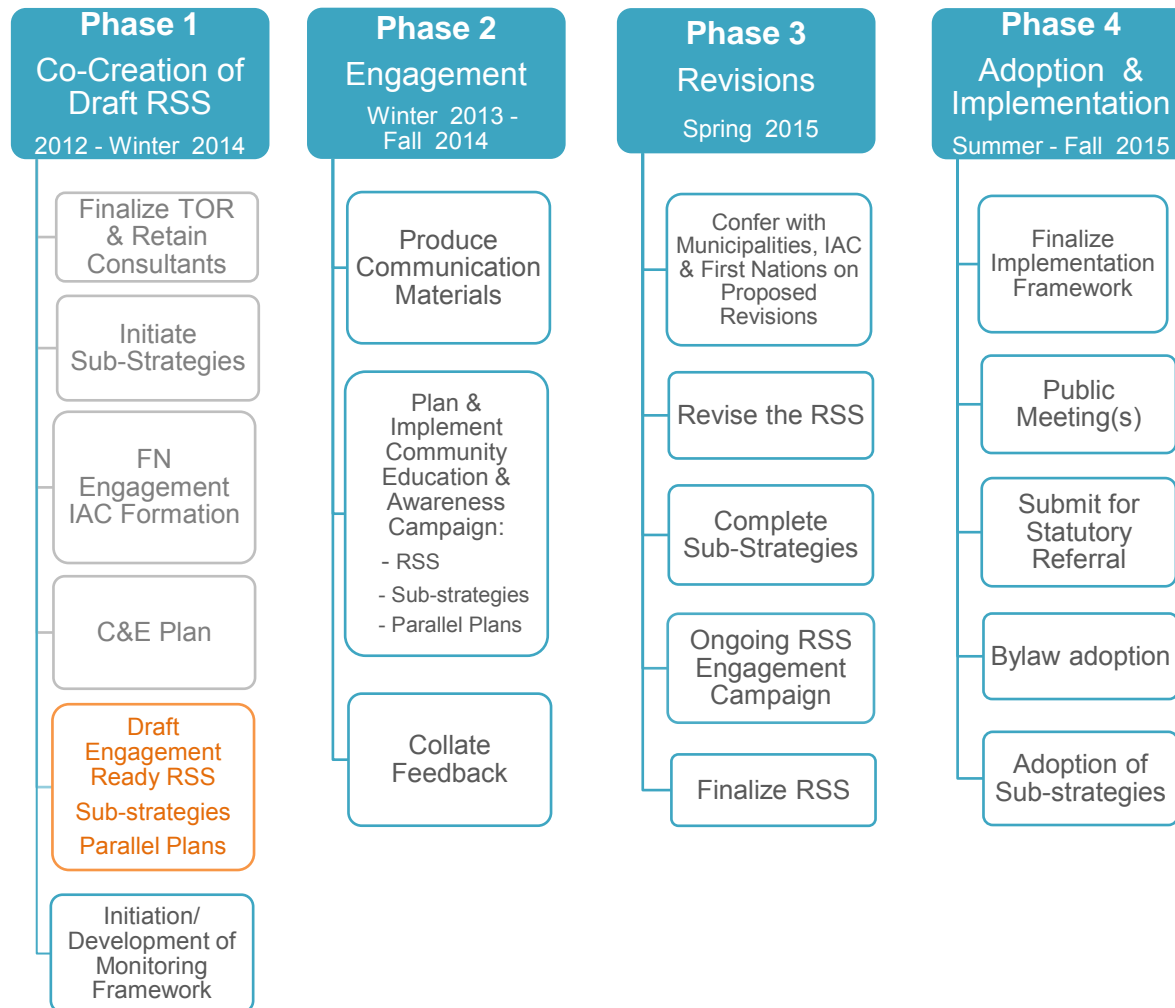 Phase 1
Co-Creation of
Draft RSS
2012 - Winter 2014
Finalize TOR
& Retain
Consultants
Initiate
Sub-Strategies
FN
Engagement
IAC Formation
C&E Plan
Draft
Engagement
Ready RSS
Sub-strategies
Parallel Plans
Initiation/
Development of
Monitoring
Framework
Phase 2
Engagement
Winter 2013 -
Fall 2014
Produce
Communication
Materials
Plan &
Implement
Community
Education &
Awareness
Campaign:
- RSS
- Sub-strategies
- Parallel Plans
Collate
Feedback
Phase 3
Revisions
Spring 2015
Confer with
Municipalities, IAC
& First Nations on
Proposed
Revisions
Revise the RSS
Complete
Sub-Strategies
Ongoing RSS
Engagement
Campaign
Finalize RSS
Phase 4
Adoption &
Implementation
Summer - Fall 2015
Finalize
Implementation
Framework
Public
Meeting(s)
Submit for
Statutory
Referral
Bylaw adoption
Adoption of
Sub-strategies